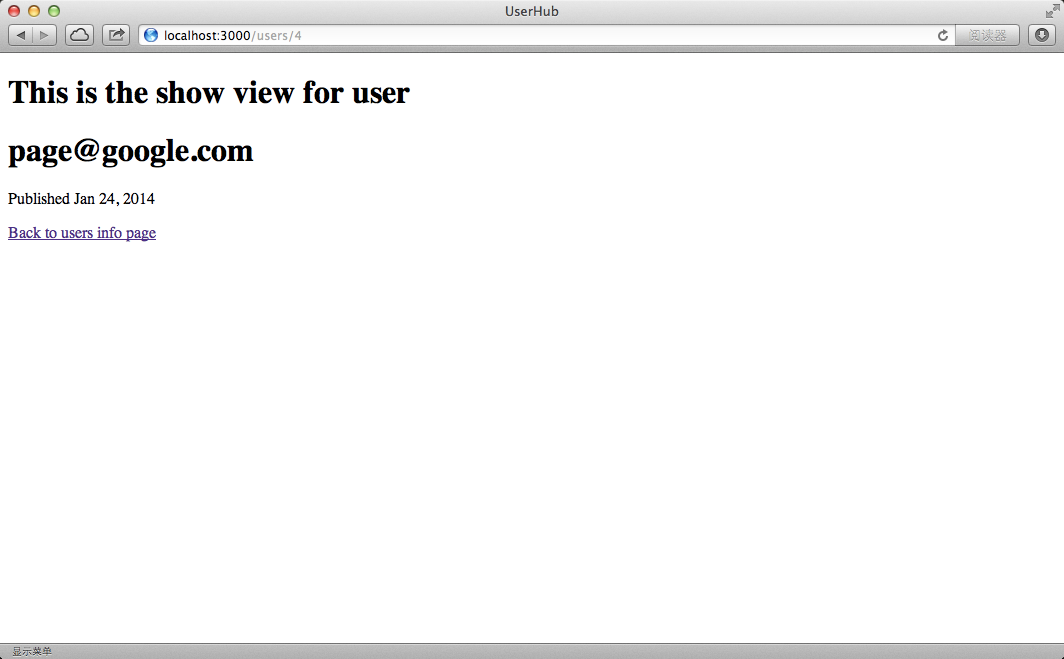 UserHub
localhost:3000/users/4
阅读器
This is the show view for user
page@google.com
Published Jan 24, 2014
Back to users info page
显示菜单